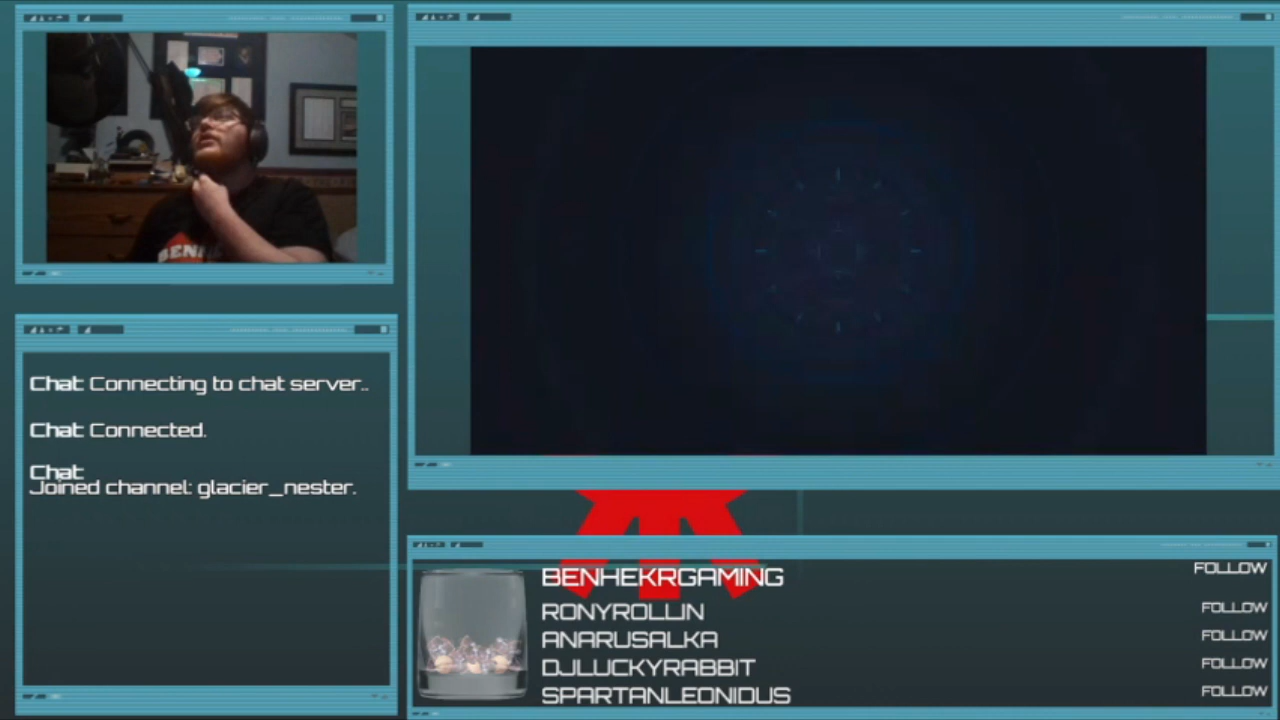 BENH
Chat: Connecting to chat server..
Chat: Connected.
Chat:
Joined channel: glacier_nester.
BENHEKRGAMING FOLLOW
RONYROLLIN FOLLOW
ANARUSALKA FOLLOW
DJLUCKYRABBIT FOLLOW
SPARTANLEONIDUS FOLLOW